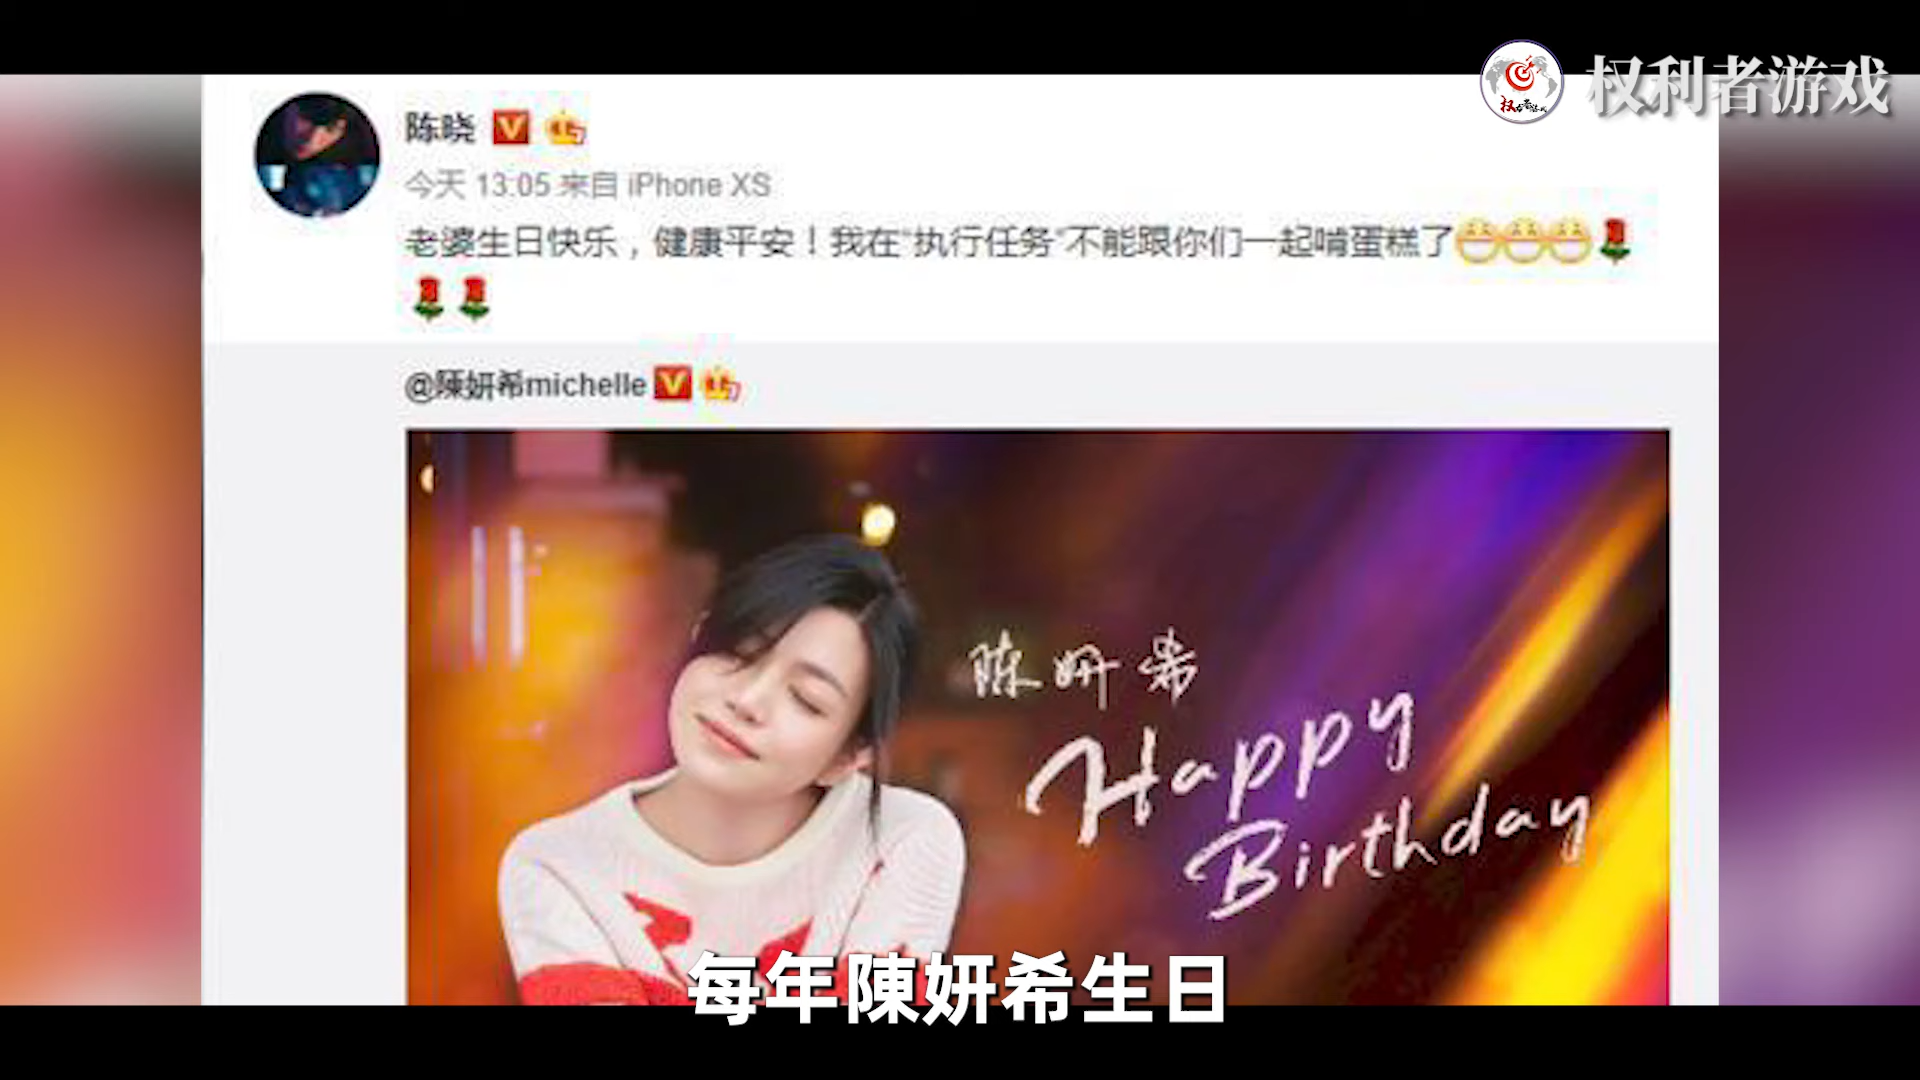 权利者游戏
陈晓
今天 13:05 来自 iPhone XS
老婆生日快乐，健康平安！我在“执行任务”不能跟你们一起啃蛋糕了
@陳妍希michelle
陈妍希
Happy
Birthday
每年陳妍希生日